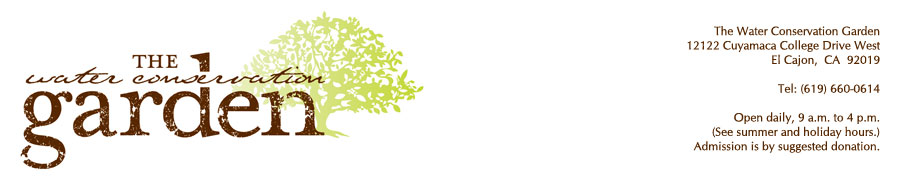 THE
water conservation
garden
The Water Conservation Garden
12122 Cuyamaca College Drive West
El Cajon, CA 92019
Tel: (619) 660-0614
Open daily, 9 a.m. to 4 p.m.
(See summer and holiday hours.)
Admission is by suggested donation.